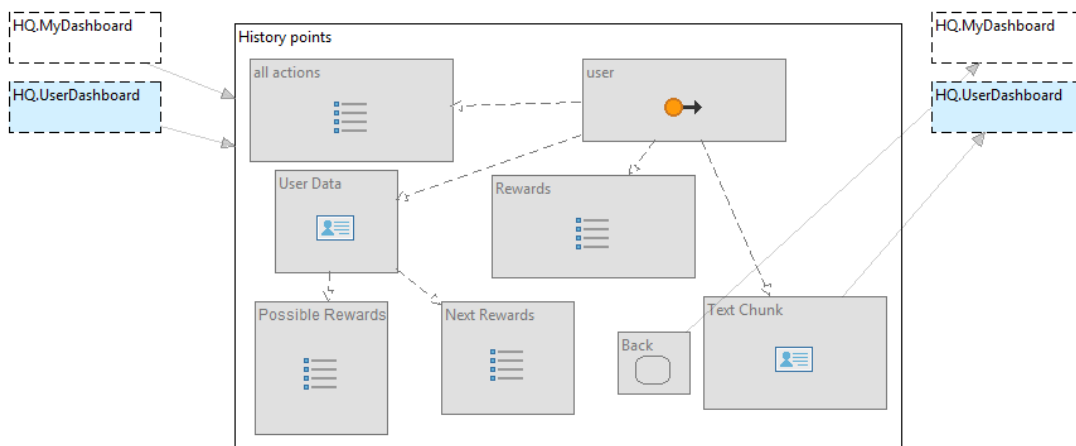 HQ.MyDashboard
HQ.UserDashboard
History points
all actions
user
User Data
Rewards
Possible Rewards
Next Rewards
Back
Text Chunk
HQ.MyDashboard
HQ.UserDashboard